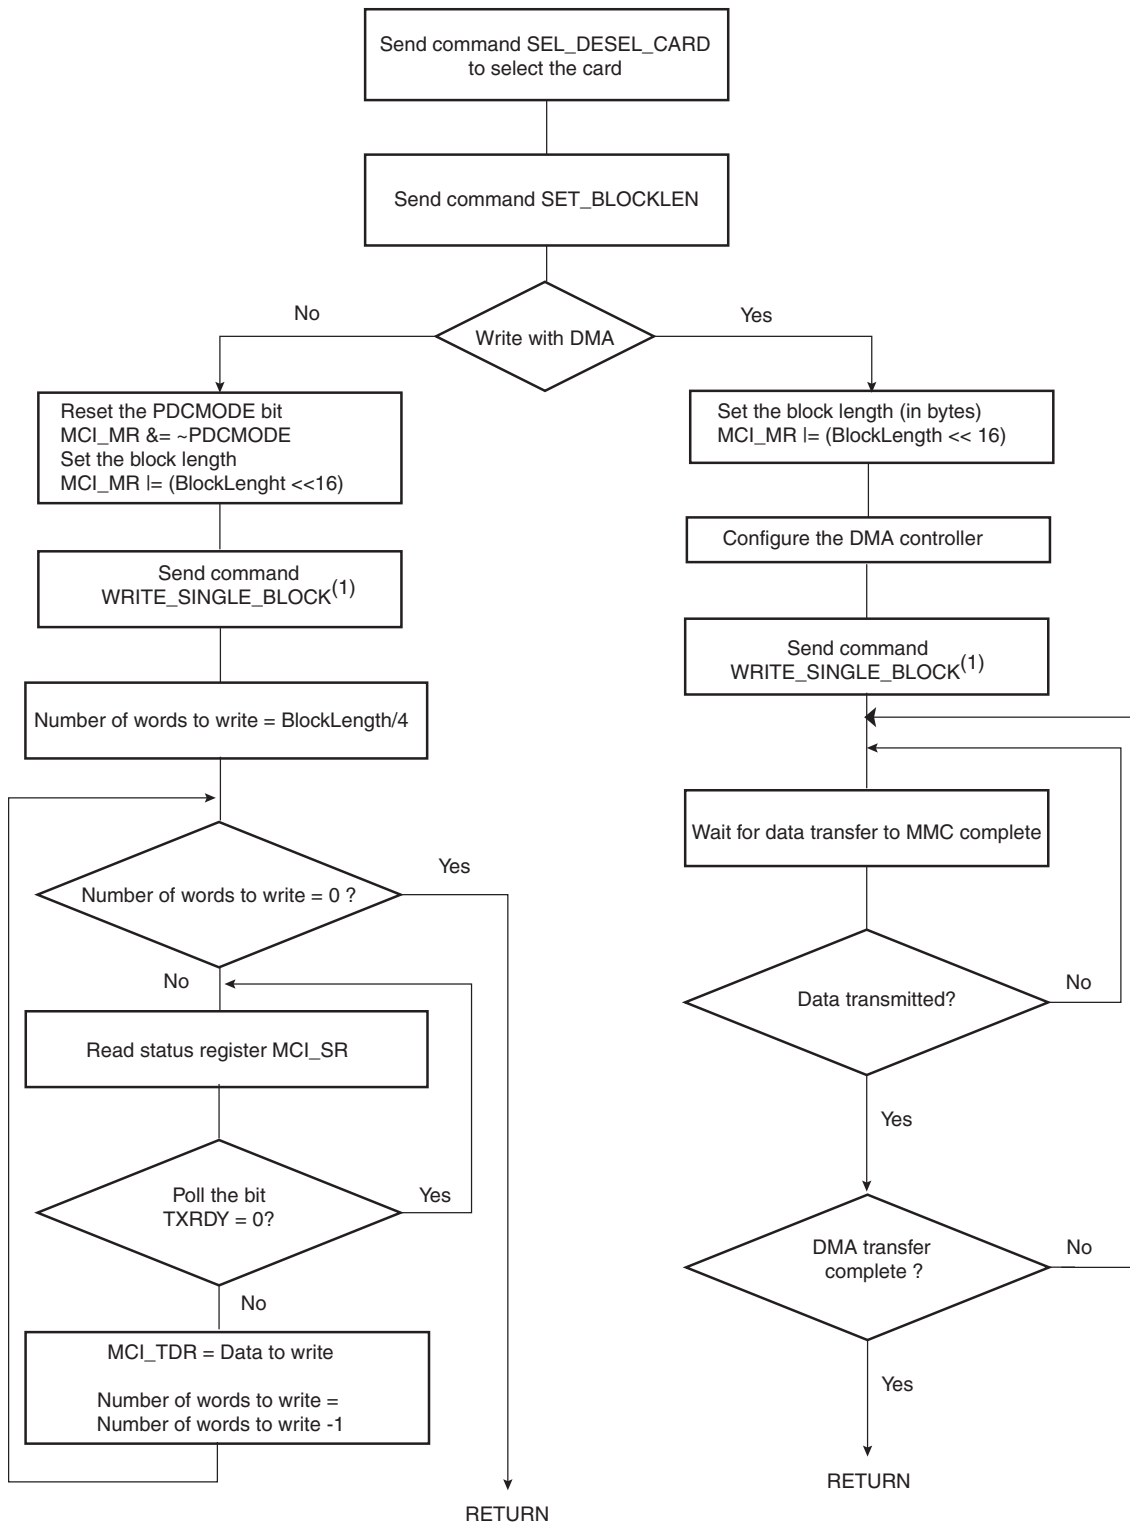 Send command SEL_DESEL_CARD
to select the card
Send command SET_BLOCKLEN
No
Write with DMA
Yes
Reset the PDCMODE bit
MCI_MR &= ~PDCMODE
Set the block length
MCI_MR |= (BlockLenght <<16)
Send command
WRITE_SINGLE_BLOCK(1)
Number of words to write = BlockLength/4
Number of words to write = 0 ?
Yes
No
Read status register MCI_SR
Poll the bit
TXRDY = 0?
Yes
No
MCI_TDR = Data to write
Number of words to write =
Number of words to write -1
RETURN
Set the block length (in bytes)
MCI_MR |= (BlockLength << 16)
Configure the DMA controller
Send command
WRITE_SINGLE_BLOCK(1)
Wait for data transfer to MMC complete
Data transmitted?
No
Yes
DMA transfer
complete ?
No
Yes
RETURN